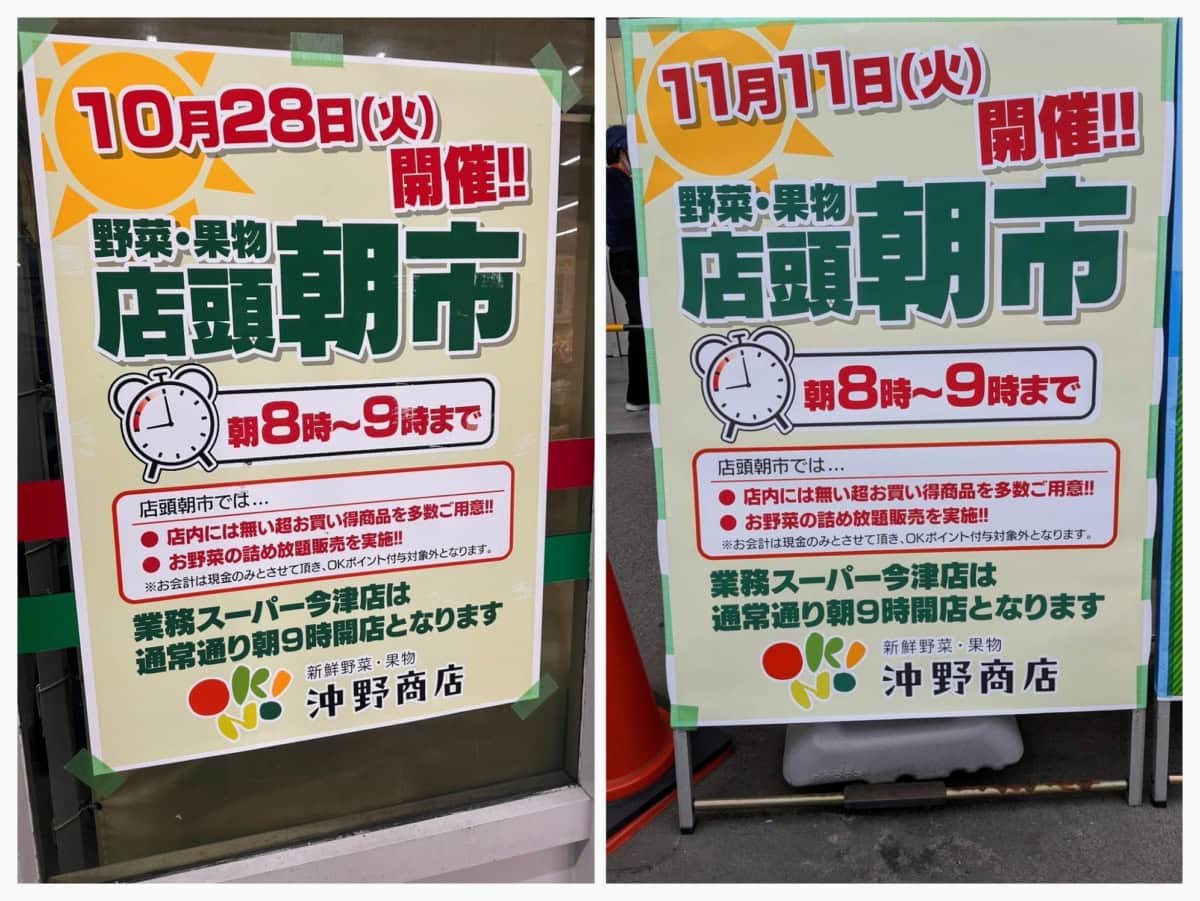 10月28日(火)
開催!!
野菜・果物
店頭朝市
朝8時〜9時まで
店頭朝市では…
● 店内には無い超お買い得商品を多数ご用意!!
● お野菜の詰め放題販売を実施!!
※お会計は現金のみとさせて頂き、OKポイント付与対象外となります。
業務スーパー今津店は
通常通り朝9時開店となります
OKINO
新鮮野菜・果物
沖野商店
11月11日(火)
開催!!
野菜・果物
店頭朝市
朝8時〜9時まで
店頭朝市では…
● 店内には無い超お買い得商品を多数ご用意!!
● お野菜の詰め放題販売を実施!!
※お会計は現金のみとさせて頂き、OKポイント付与対象外となります。
業務スーパー今津店は
通常通り朝9時開店となります
OKINO
新鮮野菜・果物
沖野商店